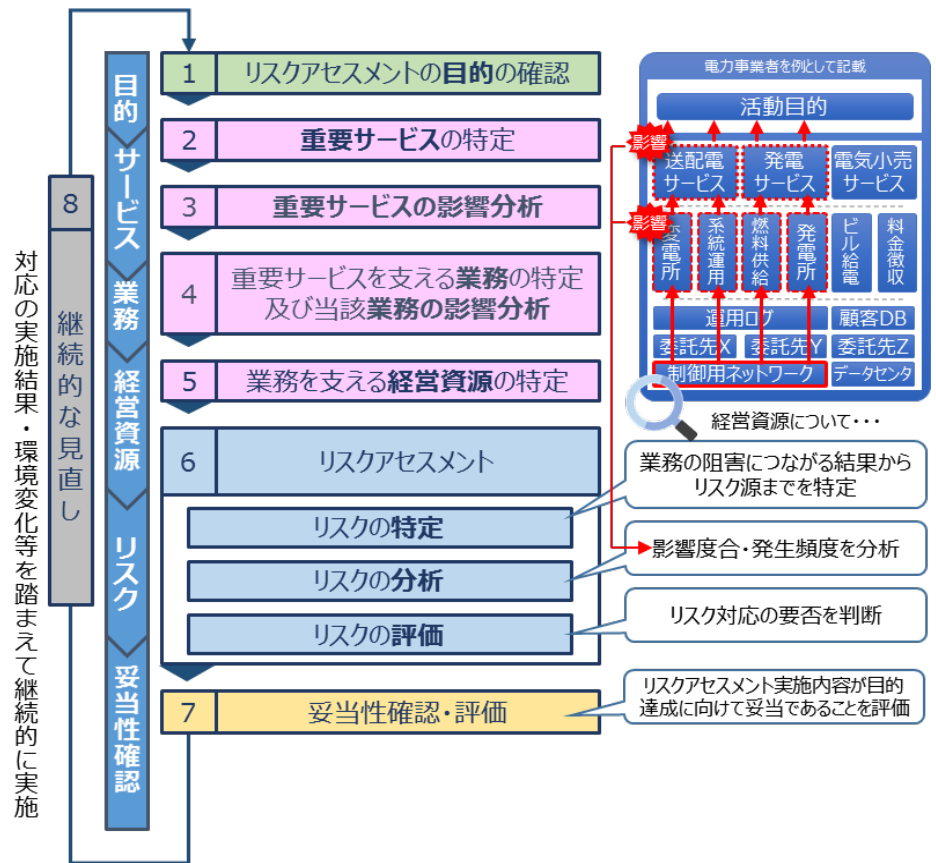 1
リスクアセスメントの目的の確認
2
重要サービスの特定
3
重要サービスの影響分析
4
重要サービスを支える業務の特定
及び当該業務の影響分析
5
業務を支える経営資源の特定
6
リスクアセスメント
リスクの特定
リスクの分析
リスクの評価
7
妥当性確認・評価
8
継続的な見直し
対応の実施結果・環境変化等を踏まえて継続的に実施
目的
サービス
業務
経営資源
リスク
妥当性確認
電力事業者を例として記載
活動目的
影響
送配電
サービス
発電
サービス
電気小売
サービス
影響
変電所
系統運用
燃料供給
発電所
ビル給電
料金徴収
運用ログ
顧客DB
委託先X
委託先Y
委託先Z
制御用ネットワーク
データセンタ
経営資源について・・・
業務の阻害につながる結果から
リスク源までを特定
影響度合・発生頻度を分析
リスク対応の要否を判断
リスクアセスメント実施内容が目的
達成に向けて妥当であることを評価